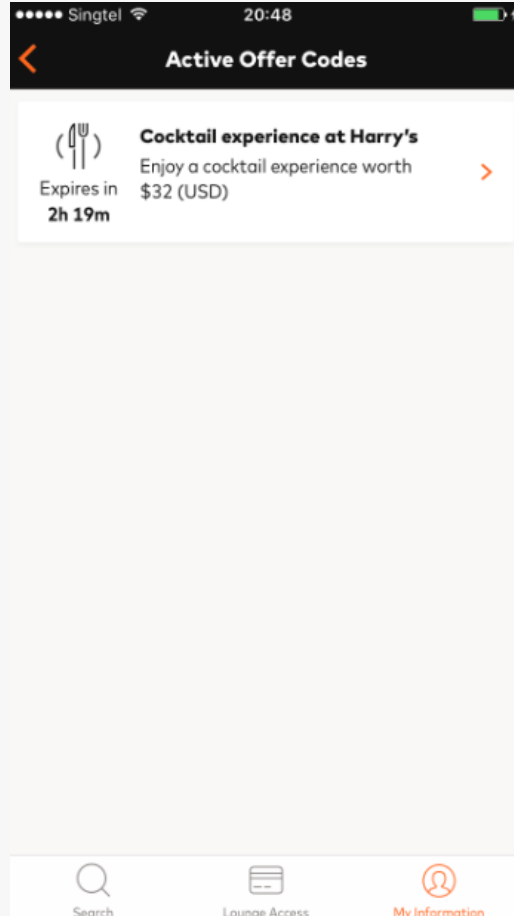 Singtel 20:48
Active Offer Codes
Cocktail experience at Harry's
Enjoy a cocktail experience worth
$32 (USD)
Expires in
2h 19m
Search Lounge Access My Information